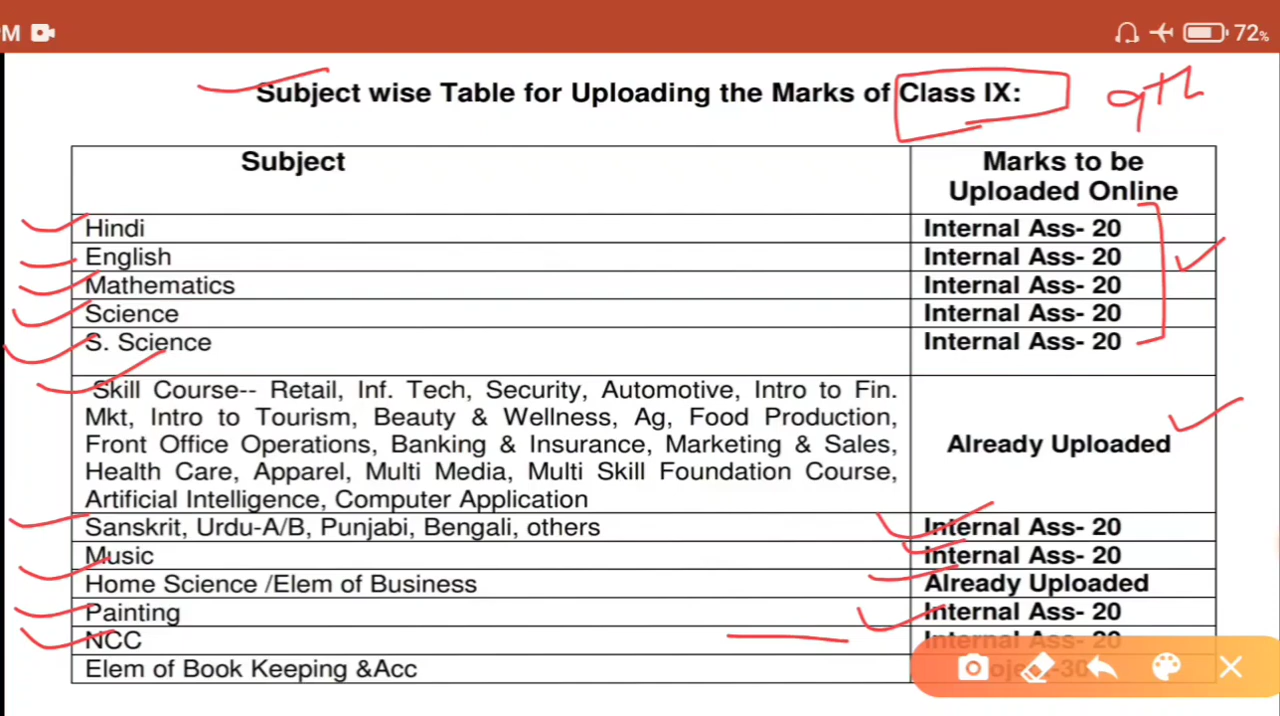 PM 72%
Subject wise Table for Uploading the Marks of Class IX: 9th
Subject Marks to be
Uploaded Online
Hindi Internal Ass- 20
English Internal Ass- 20
Mathematics Internal Ass- 20
Science Internal Ass- 20
S. Science Internal Ass- 20
Skill Course-- Retail, Inf. Tech, Security, Automotive, Intro to Fin.
Mkt, Intro to Tourism, Beauty & Wellness, Ag, Food Production,
Front Office Operations, Banking & Insurance, Marketing & Sales, Already Uploaded
Health Care, Apparel, Multi Media, Multi Skill Foundation Course,
Artificial Intelligence, Computer Application
Sanskrit, Urdu-A/B, Punjabi, Bengali, others Internal Ass- 20
Music Internal Ass- 20
Home Science /Elem of Business Already Uploaded
Painting Internal Ass- 20
NCC Internal Ass- 20
Elem of Book Keeping &Acc